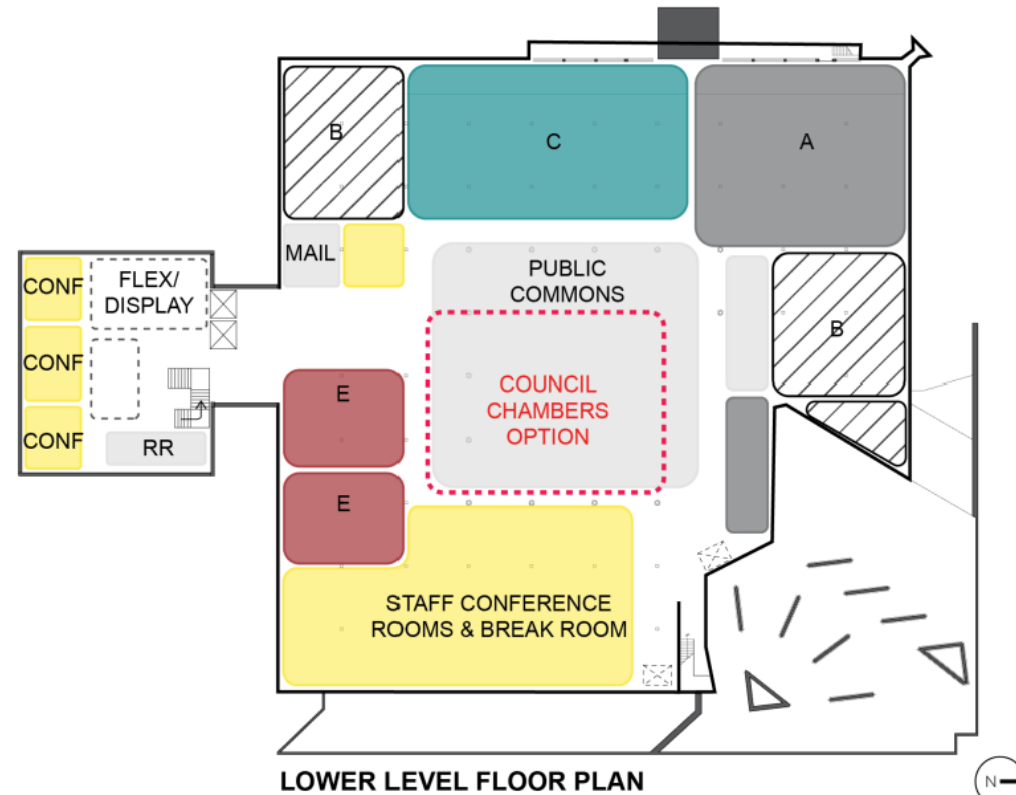 B
C
A
MAIL
PUBLIC
COMMONS
CONF
FLEX/
DISPLAY
B
CONF
E
COUNCIL
CHAMBERS
OPTION
CONF
RR
E
STAFF CONFERENCE
ROOMS & BREAK ROOM
LOWER LEVEL FLOOR PLAN
N